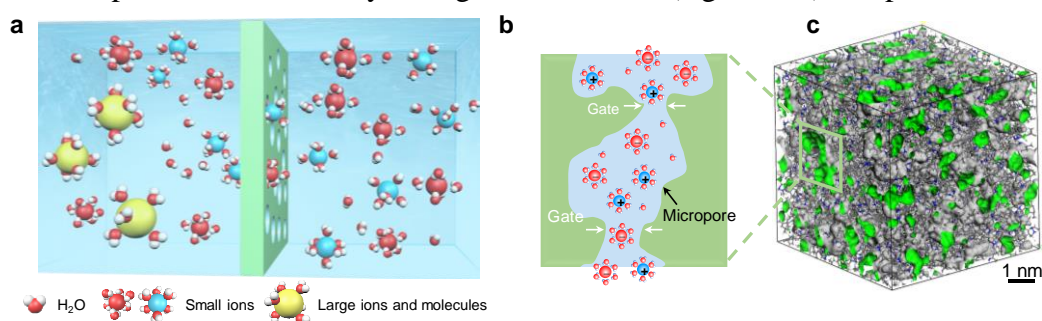 a
b
c
Gate
Micropore
Gate
1 nm
H₂O Small ions Large ions and molecules